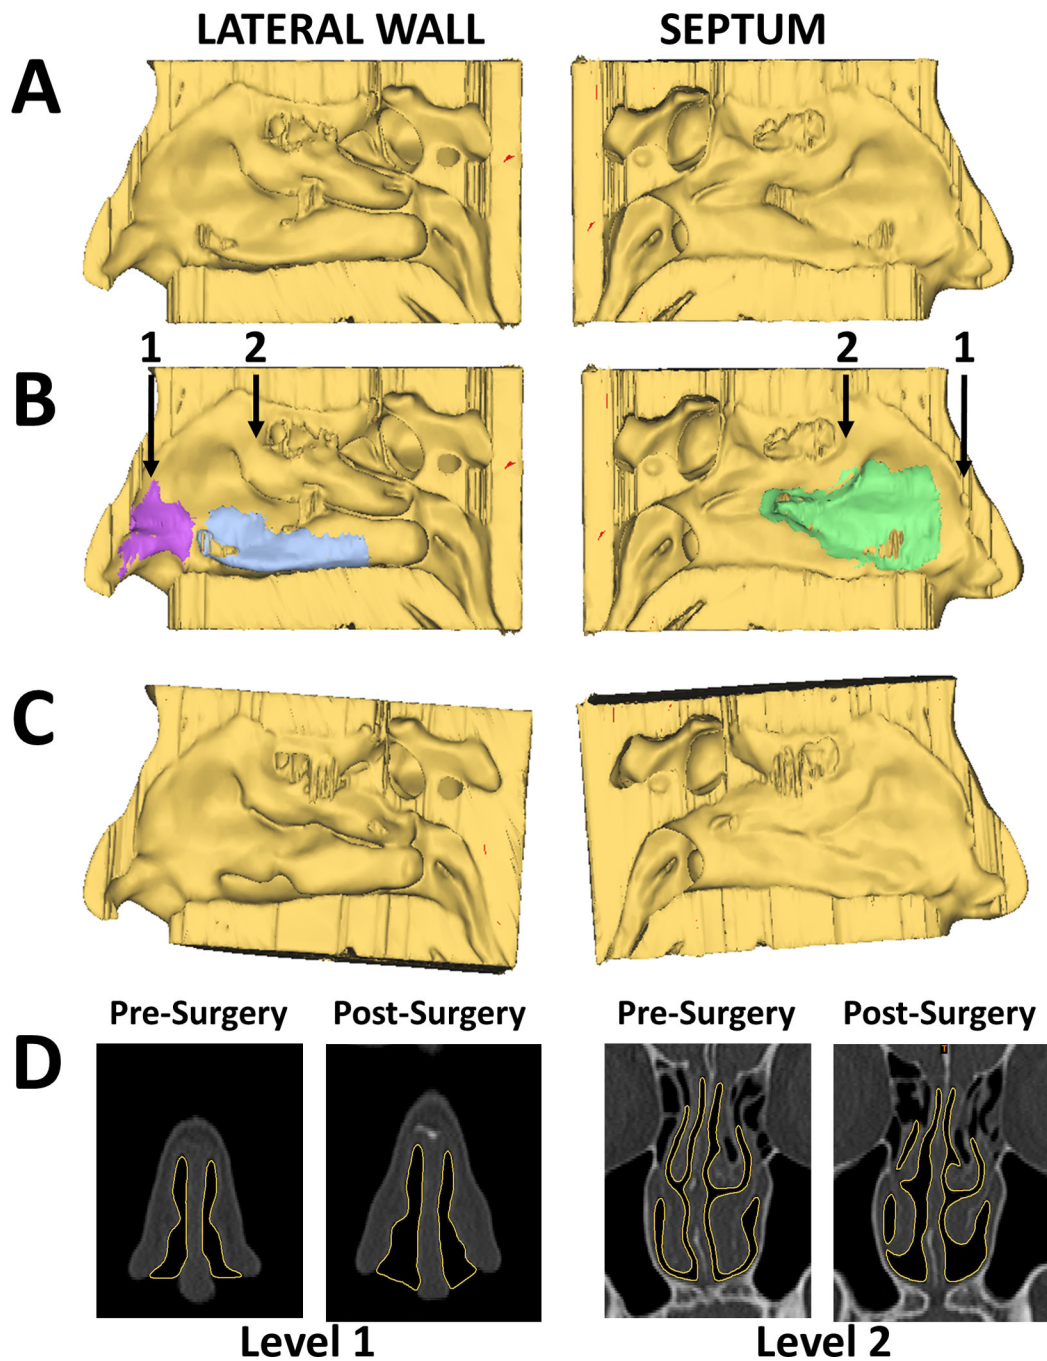 LATERAL WALL SEPTUM
A
1 2 2 1
B
C
Pre-Surgery Post-Surgery Pre-Surgery Post-Surgery
D
Level 1 Level 2